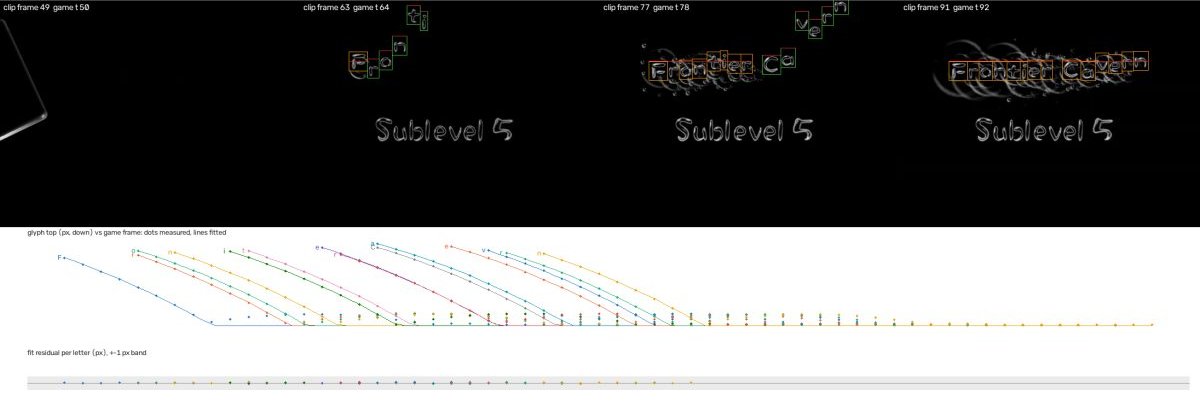 clip frame 49 game t 50
clip frame 63 game t 64
clip frame 77 game t 78
clip frame 91 game t 92
F r o n t i
Frontier Ca v e r n
Frontier Cavern
Sublevel 5
Sublevel 5
Sublevel 5
glyph top (px, down) vs game frame: dots measured, lines fitted
fit residual per letter (px), +-1 px band